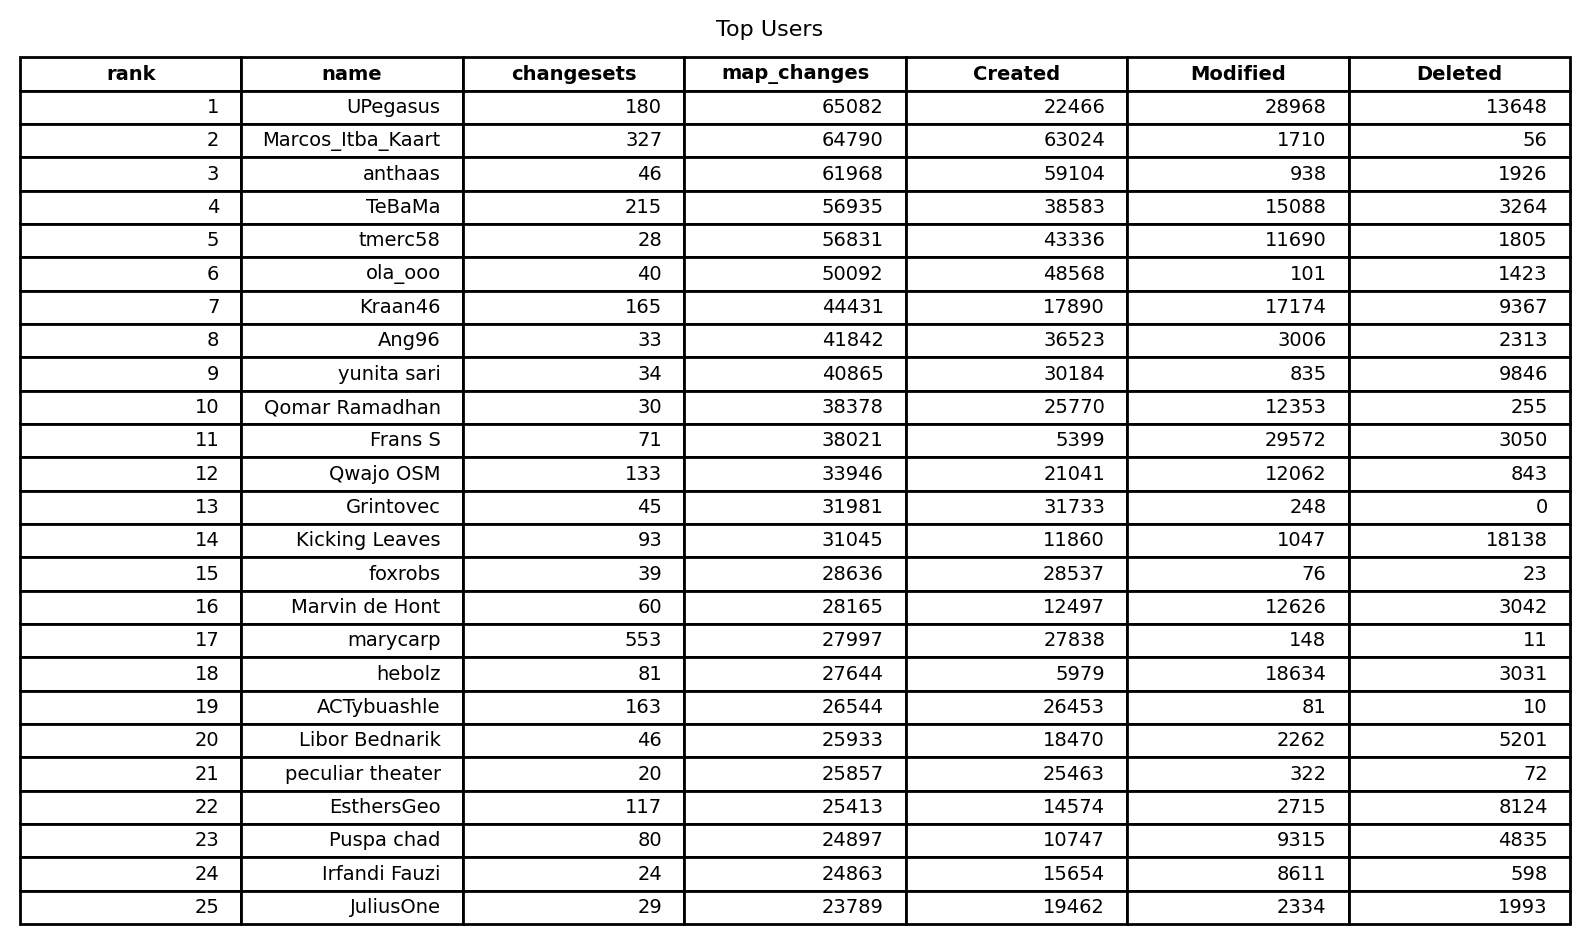 Top Users
rank name changesets map_changes Created Modified Deleted
1 UPegasus 180 65082 22466 28968 13648
2 Marcos_Itba_Kaart 327 64790 63024 1710 56
3 anthaas 46 61968 59104 938 1926
4 TeBaMa 215 56935 38583 15088 3264
5 tmerc58 28 56831 43336 11690 1805
6 ola_ooo 40 50092 48568 101 1423
7 Kraan46 165 44431 17890 17174 9367
8 Ang96 33 41842 36523 3006 2313
9 yunita sari 34 40865 30184 835 9846
10 Qomar Ramadhan 30 38378 25770 12353 255
11 Frans S 71 38021 5399 29572 3050
12 Qwajo OSM 133 33946 21041 12062 843
13 Grintovec 45 31981 31733 248 0
14 Kicking Leaves 93 31045 11860 1047 18138
15 foxrobs 39 28636 28537 76 23
16 Marvin de Hont 60 28165 12497 12626 3042
17 marycarp 553 27997 27838 148 11
18 hebolz 81 27644 5979 18634 3031
19 ACTybuashle 163 26544 26453 81 10
20 Libor Bednarik 46 25933 18470 2262 5201
21 peculiar theater 20 25857 25463 322 72
22 EsthersGeo 117 25413 14574 2715 8124
23 Puspa chad 80 24897 10747 9315 4835
24 Irfandi Fauzi 24 24863 15654 8611 598
25 JuliusOne 29 23789 19462 2334 1993